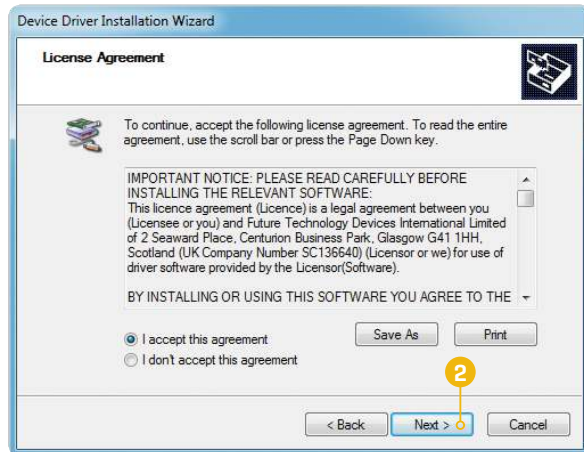 Device Driver Installation Wizard
License Agreement
To continue, accept the following license agreement. To read the entire
agreement, use the scroll bar or press the Page Down key.
IMPORTANT NOTICE: PLEASE READ CAREFULLY BEFORE
INSTALLING THE RELEVANT SOFTWARE:
This licence agreement (Licence) is a legal agreement between you
(Licensee or you) and Future Technology Devices International Limited
of 2 Seaward Place, Centurion Business Park, Glasgow G41 1HH,
Scotland (UK Company Number SC136640) (Licensor or we) for use of
driver software provided by the Licensor(Software).
BY INSTALLING OR USING THIS SOFTWARE YOU AGREE TO THE
I accept this agreement
Save As
Print
I don't accept this agreement
2
< Back
Next >
Cancel